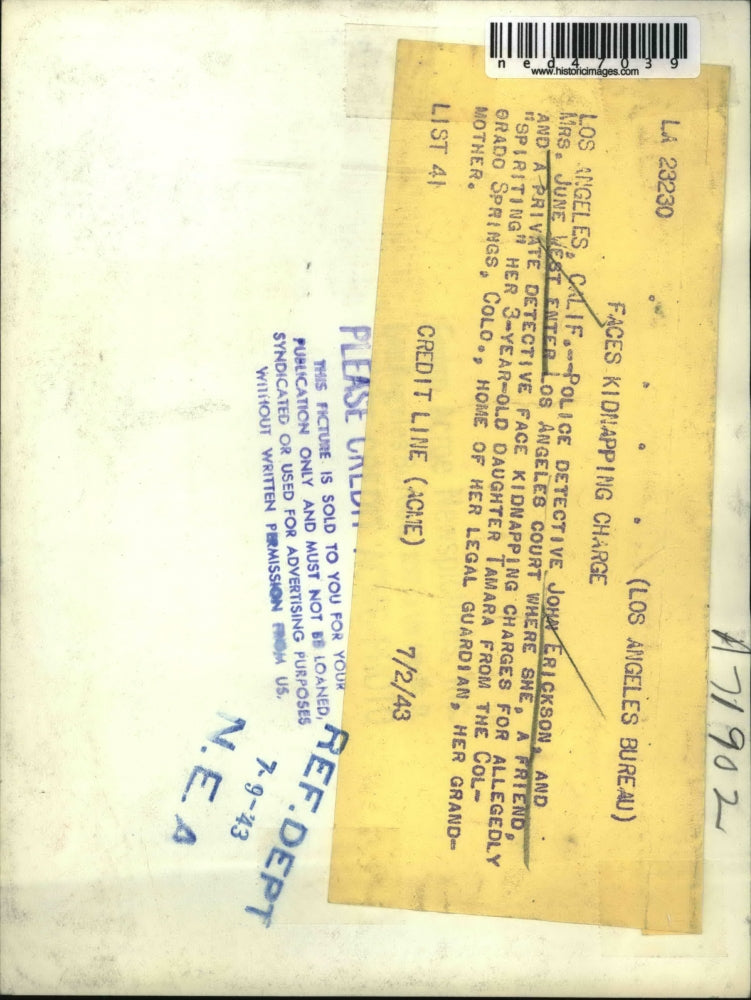 ned47039
www.historicimages.com
A71902
LA 23230 (LOS ANGELES BUREAU)
FACES KIDNAPPING CHARGE
LOS ANGELES, CALIF.--POLICE DETECTIVE JOHN ERICKSON, AND
MRS. JUNE WEST ENTER LOS ANGELES COURT WHERE SHE, A FRIEND,
AND A PRIVATE DETECTIVE FACE KIDNAPPING CHARGES FOR ALLEGEDLY
"SPIRITING" HER 3-YEAR-OLD DAUGHTER TAMARA FROM THE COL-
ORADO SPRINGS, COLO., HOME OF HER LEGAL GUARDIAN, HER GRAND-
MOTHER.
LIST 41 CREDIT LINE (ACME) 7/2/43
PLEASE CREDIT
THIS PICTURE IS SOLD TO YOU FOR YOUR
PUBLICATION ONLY AND MUST NOT BE LOANED,
SYNDICATED OR USED FOR ADVERTISING PURPOSES
WITHOUT WRITTEN PERMISSION FROM US.
REF. DEPT
7-9-43
N.E.A